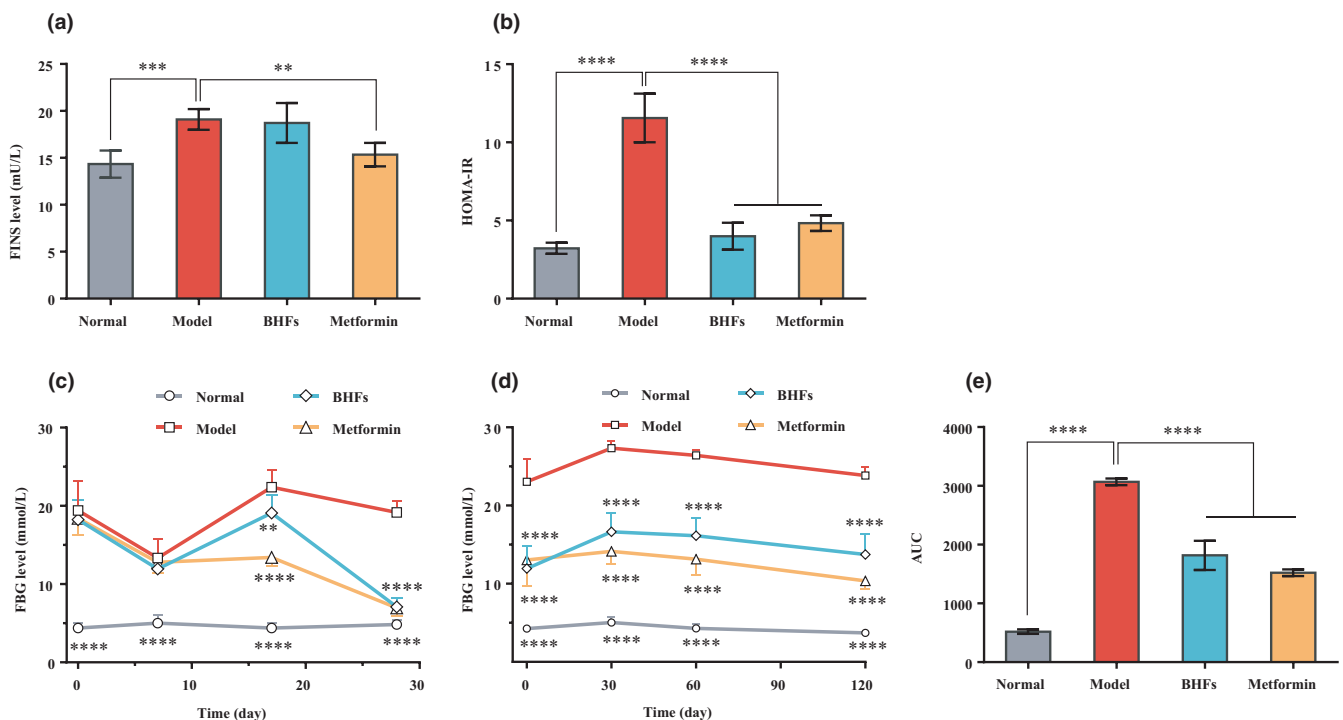 (a)
*** **
25
20
15
10
5
0
FINS level (mU/L)
Normal Model BHFs Metformin
(b)
**** ****
15
10
5
0
HOMA-IR
Normal Model BHFs Metformin
(c)
Normal BHFs
Model Metformin
30
20
10
0
FBG level (mmol/L)
**
**** ****
**** **** **** ****
0 10 20 30
Time (day)
(d)
Normal BHFs
Model Metformin
30
20
10
FBG level (mmol/L)
**** **** **** ****
**** **** **** ****
**** **** **** ****
0 30 60 90 120
Time (day)
(e)
**** ****
4000
3000
2000
1000
0
AUC
Normal Model BHFs Metformin